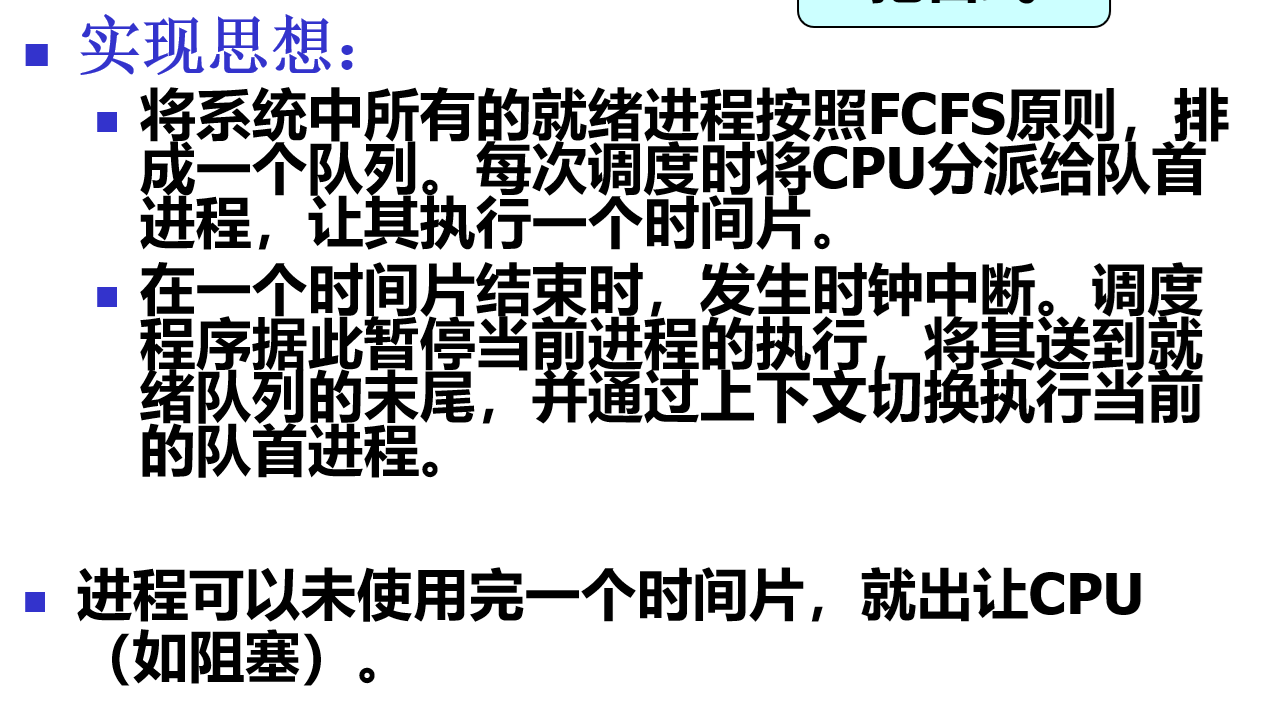 实现思想：
将系统中所有的就绪进程按照FCFS原则，排
成一个队列。每次调度时将CPU分派给队首
进程，让其执行一个时间片。
在一个时间片结束时，发生时钟中断。调度
程序据此暂停当前进程的执行，将其送到就
绪队列的末尾，并通过上下文切换执行当前
的队首进程。
进程可以未使用完一个时间片，就出让CPU
（如阻塞）。